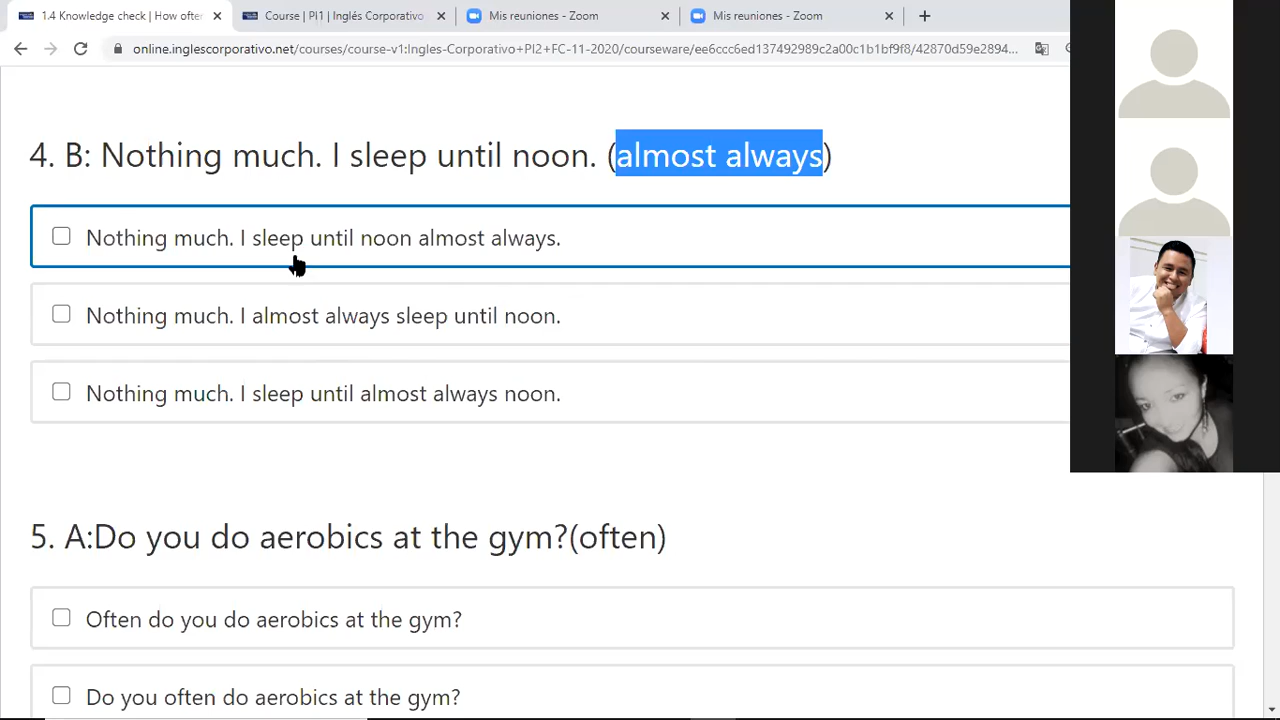 1.4 Knowledge check | How ofter
Course | PI1 | Inglés Corporativo
Mis reuniones - Zoom
Mis reuniones - Zoom
online.inglescorporativo.net/courses/course-v1:Ingles-Corporativo+PI2+FC-11-2020/courseware/ee6ccc6ed137492989c2a00c1b1bf9f8/42870d59e2894...
4. B: Nothing much. I sleep until noon. (almost always)
Nothing much. I sleep until noon almost always.
Nothing much. I almost always sleep until noon.
Nothing much. I sleep until almost always noon.
5. A:Do you do aerobics at the gym?(often)
Often do you do aerobics at the gym?
Do you often do aerobics at the gym?